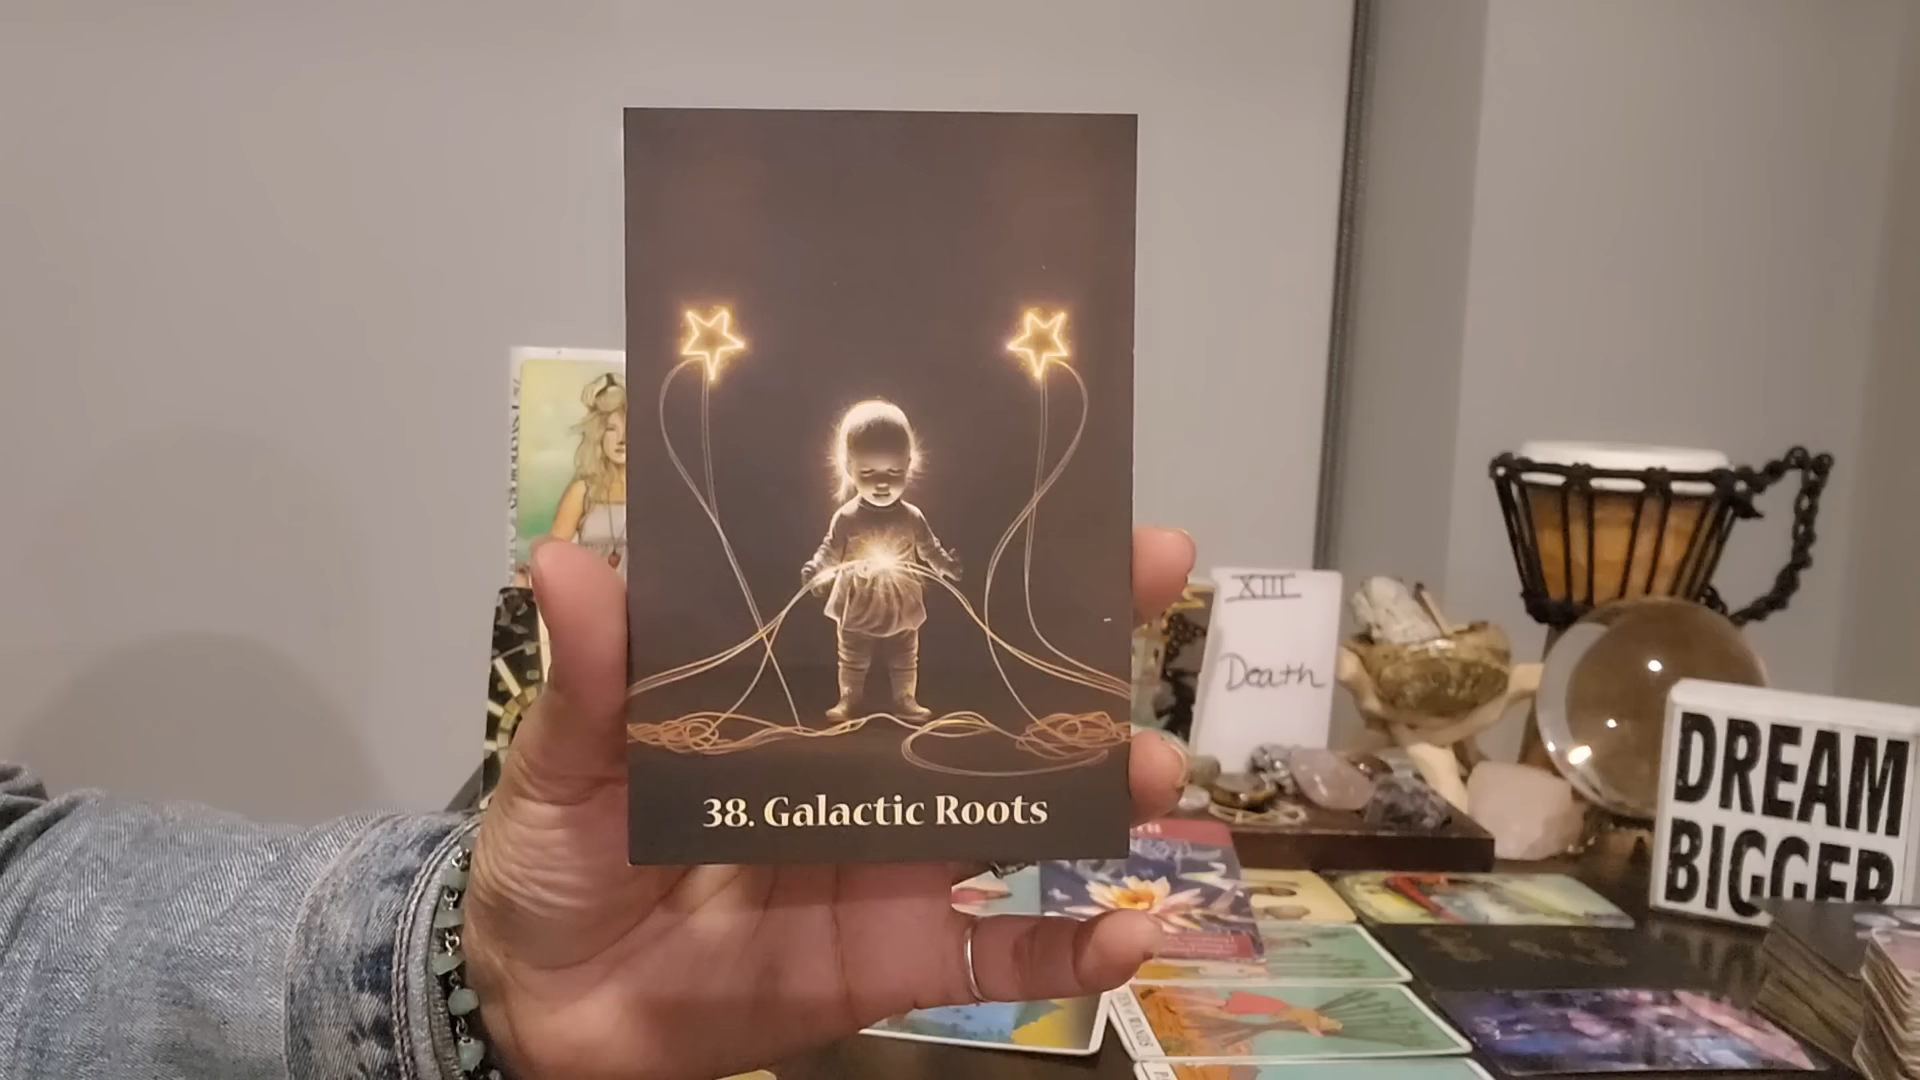 38. Galactic Roots
XIII
Death
DREAM
BIGGER